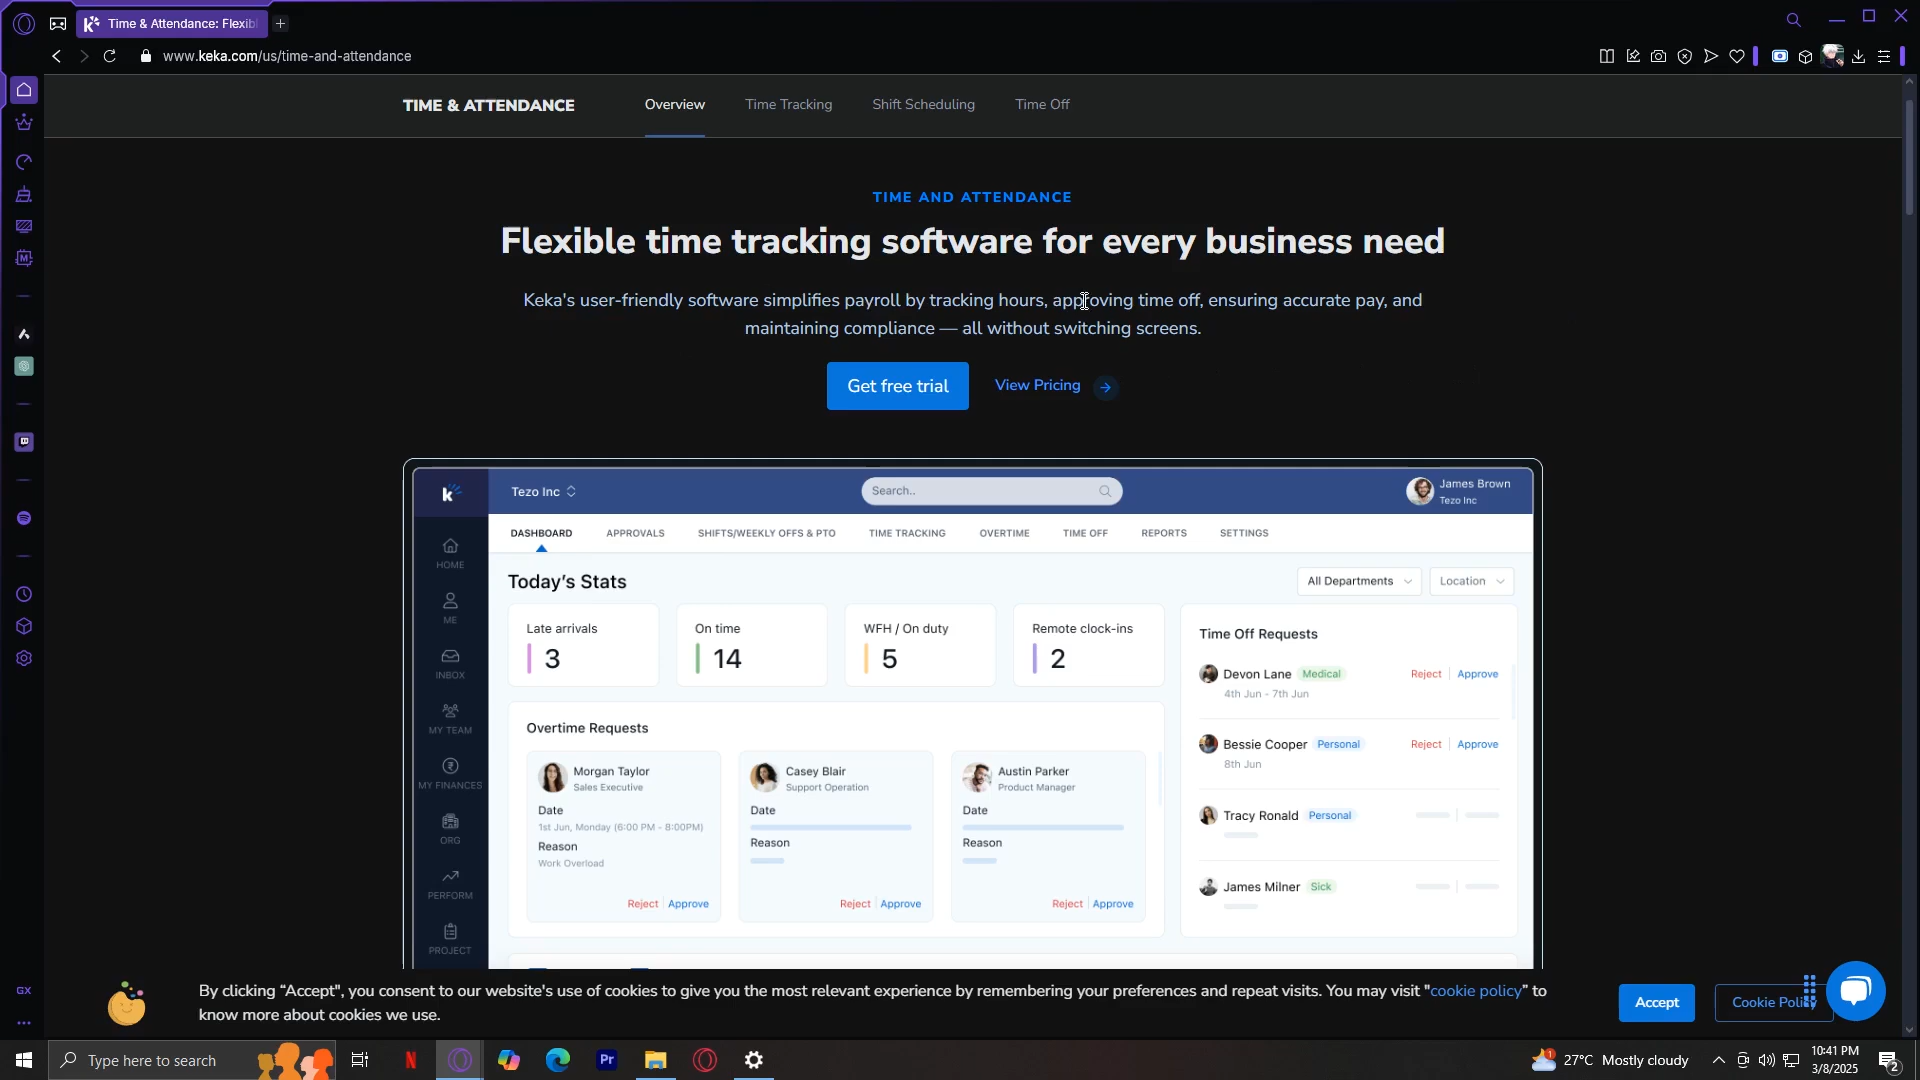 Time & Attendance: Flexib
www.keka.com/us/time-and-attendance
TIME & ATTENDANCE
Overview
Time Tracking
Shift Scheduling
Time Off
TIME AND ATTENDANCE
Flexible time tracking software for every business need
Keka's user-friendly software simplifies payroll by tracking hours, approving time off, ensuring accurate pay, and
maintaining compliance — all without switching screens.
Get free trial
View Pricing
Tezo Inc
Search..
James Brown
Tezo Inc
DASHBOARD
APPROVALS
SHIFTS/WEEKLY OFFS & PTO
TIME TRACKING
OVERTIME
TIME OFF
REPORTS
SETTINGS
HOME
ME
INBOX
MY TEAM
MY FINANCES
ORG
PERFORM
PROJECT
Today's Stats
All Departments
Location
Late arrivals
3
On time
14
WFH / On duty
5
Remote clock-ins
2
Overtime Requests
Morgan Taylor
Sales Executive
Date
1st Jun, Monday (6:00 PM - 8:00PM)
Reason
Work Overload
Reject
Approve
Casey Blair
Support Operation
Date
Reason
Reject
Approve
Austin Parker
Product Manager
Date
Reason
Reject
Approve
Time Off Requests
Devon Lane
Medical
4th Jun - 7th Jun
Reject
Approve
Bessie Cooper
Personal
8th Jun
Reject
Approve
Tracy Ronald
Personal
James Milner
Sick
By clicking “Accept", you consent to our website's use of cookies to give you the most relevant experience by remembering your preferences and repeat visits. You may visit "cookie policy” to
know more about cookies we use.
Accept
Cookie Policy
GX
Type here to search
Pr
27°C Mostly cloudy
10:41 PM
3/8/2025
2